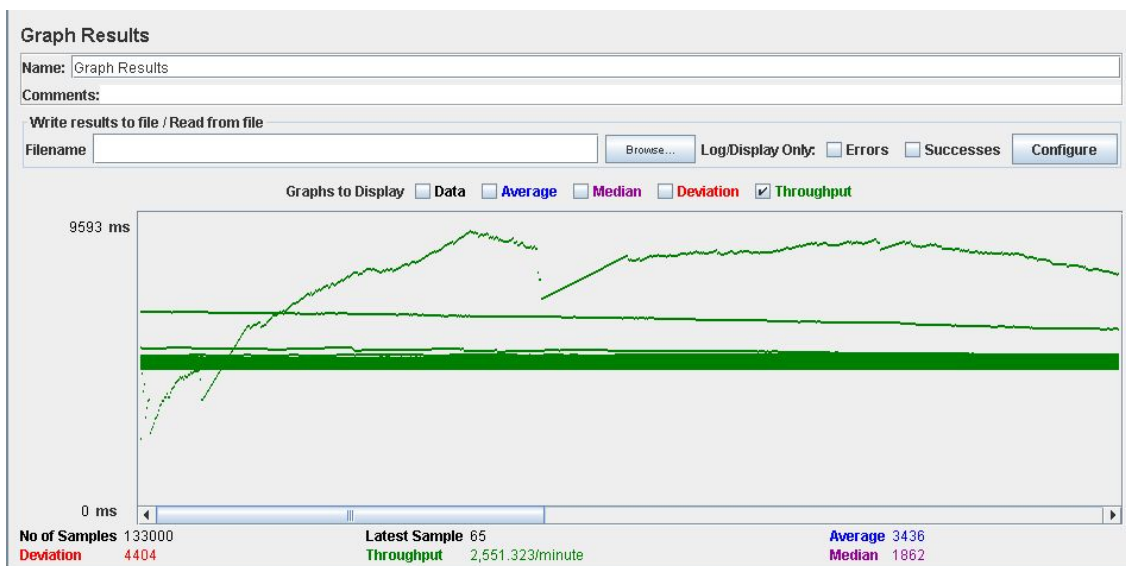 Graph Results
Name: Graph Results
Comments:
Write results to file / Read from file
Filename Browse... Log/Display Only: Errors Successes Configure
Graphs to Display Data Average Median Deviation Throughput
9593 ms
0 ms
No of Samples 133000 Latest Sample 65 Average 3436
Deviation 4404 Throughput 2,551.323/minute Median 1862